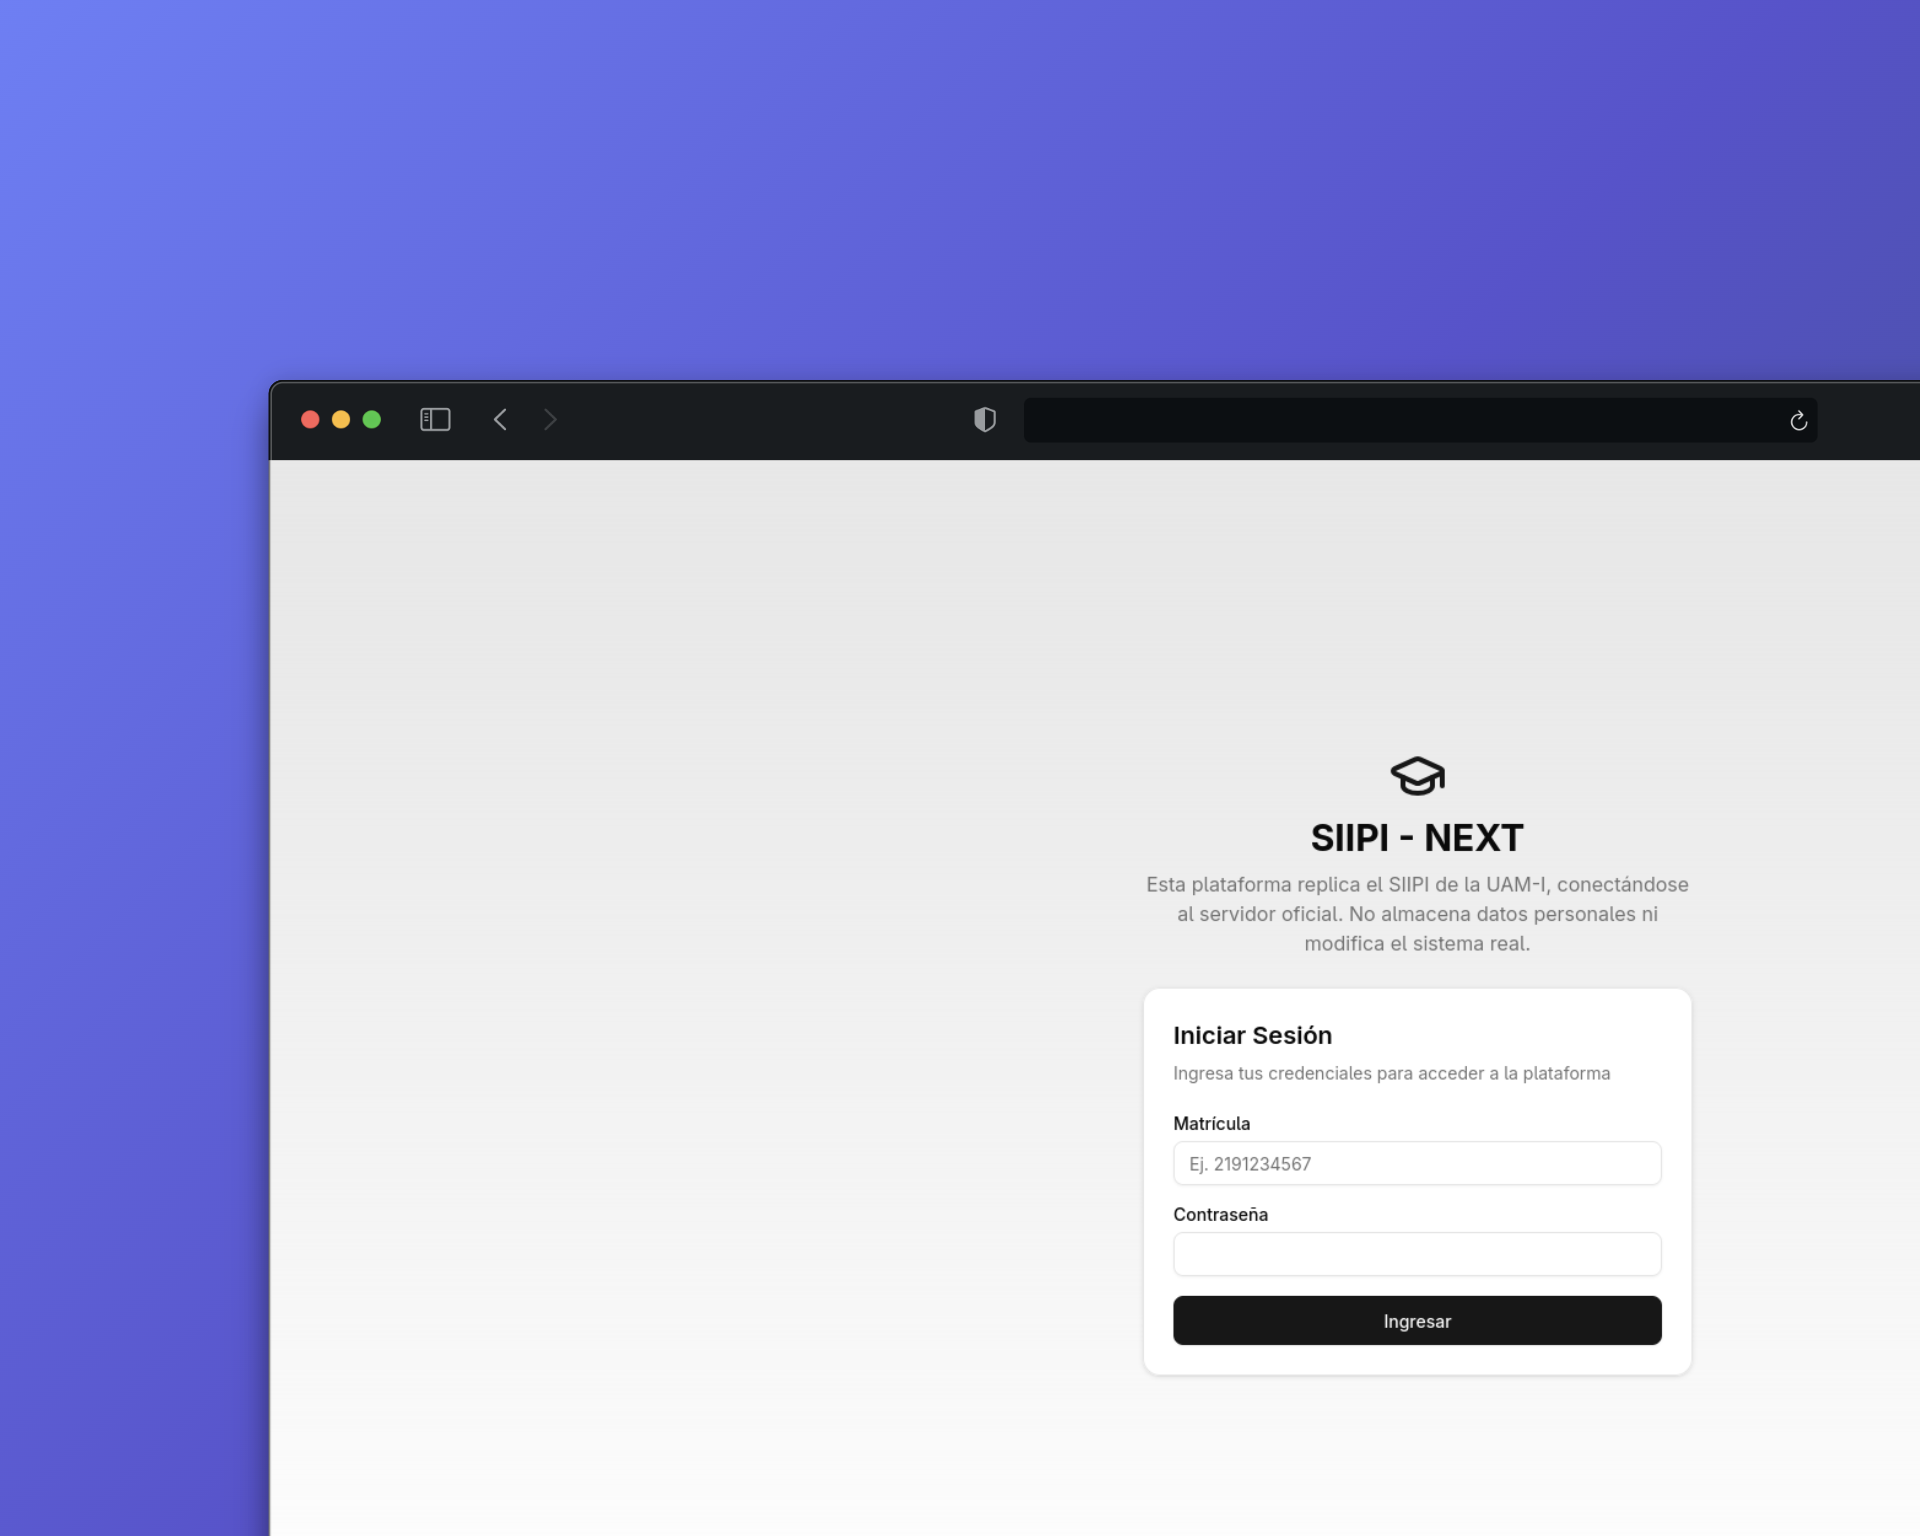 SIIPI - NEXT
Esta plataforma replica el SIIPI de la UAM-I, conectándose
al servidor oficial. No almacena datos personales ni
modifica el sistema real.
Iniciar Sesión
Ingresa tus credenciales para acceder a la plataforma
Matrícula
Ej. 2191234567
Contraseña
Ingresar